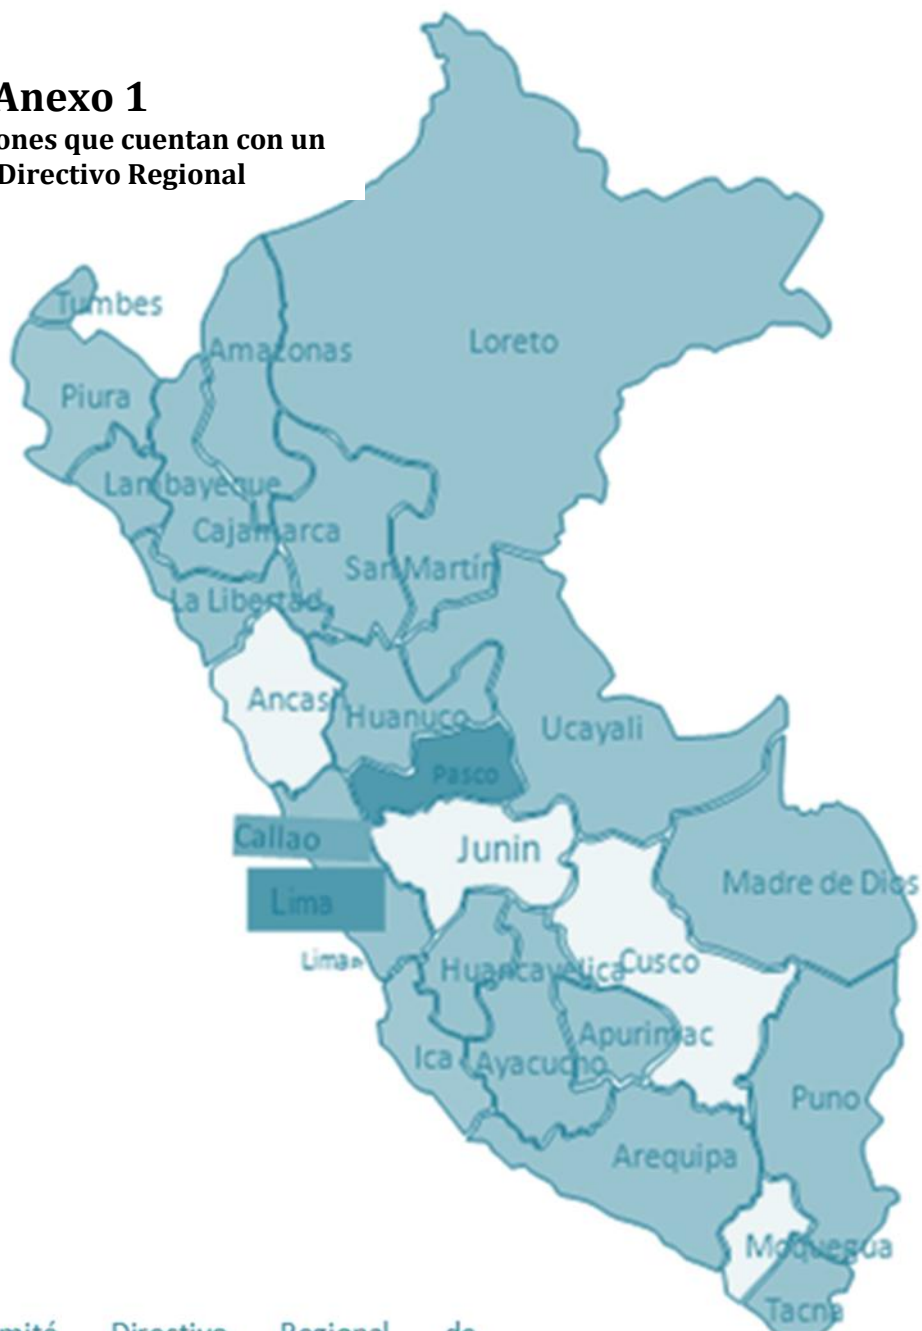 Anexo 1
ones que cuentan con un
Directivo Regional
Tumbes
Amazonas
Loreto
Piura
Lambayeque
Cajamarca
San Martín
La Libertad
Ancash
Huanuco
Ucayali
Pasco
Callao
Junin
Lima
Madre de Dios
Lima
Huancavelica
Cusco
Apurimac
Ica
Ayacucho
Puno
Arequipa
Moquegua
Tacna
mité Directivo Regional de